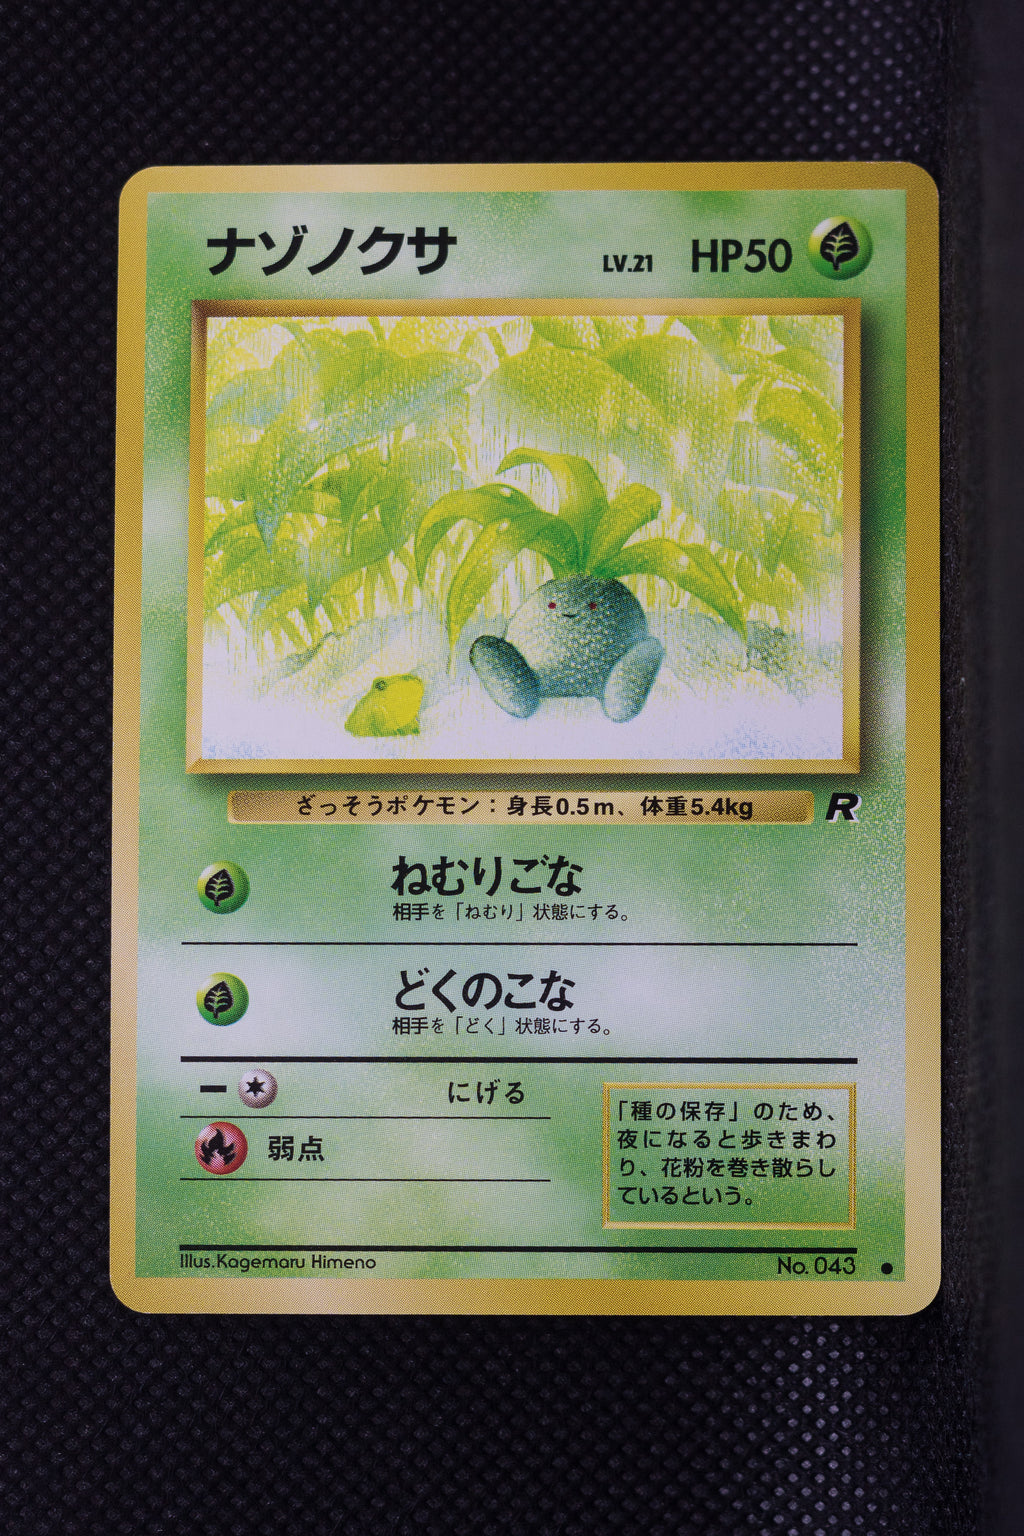 ナゾノクサ LV.21 HP50
ざっそうポケモン：身長0.5m、体重5.4kg R
ねむりごな
相手を「ねむり」状態にする。
どくのこな
相手を「どく」状態にする。
にげる
弱点
「種の保存」のため、
夜になると歩きまわ
り、花粉を巻き散らし
ているという。
Illus.Kagemaru Himeno No. 043